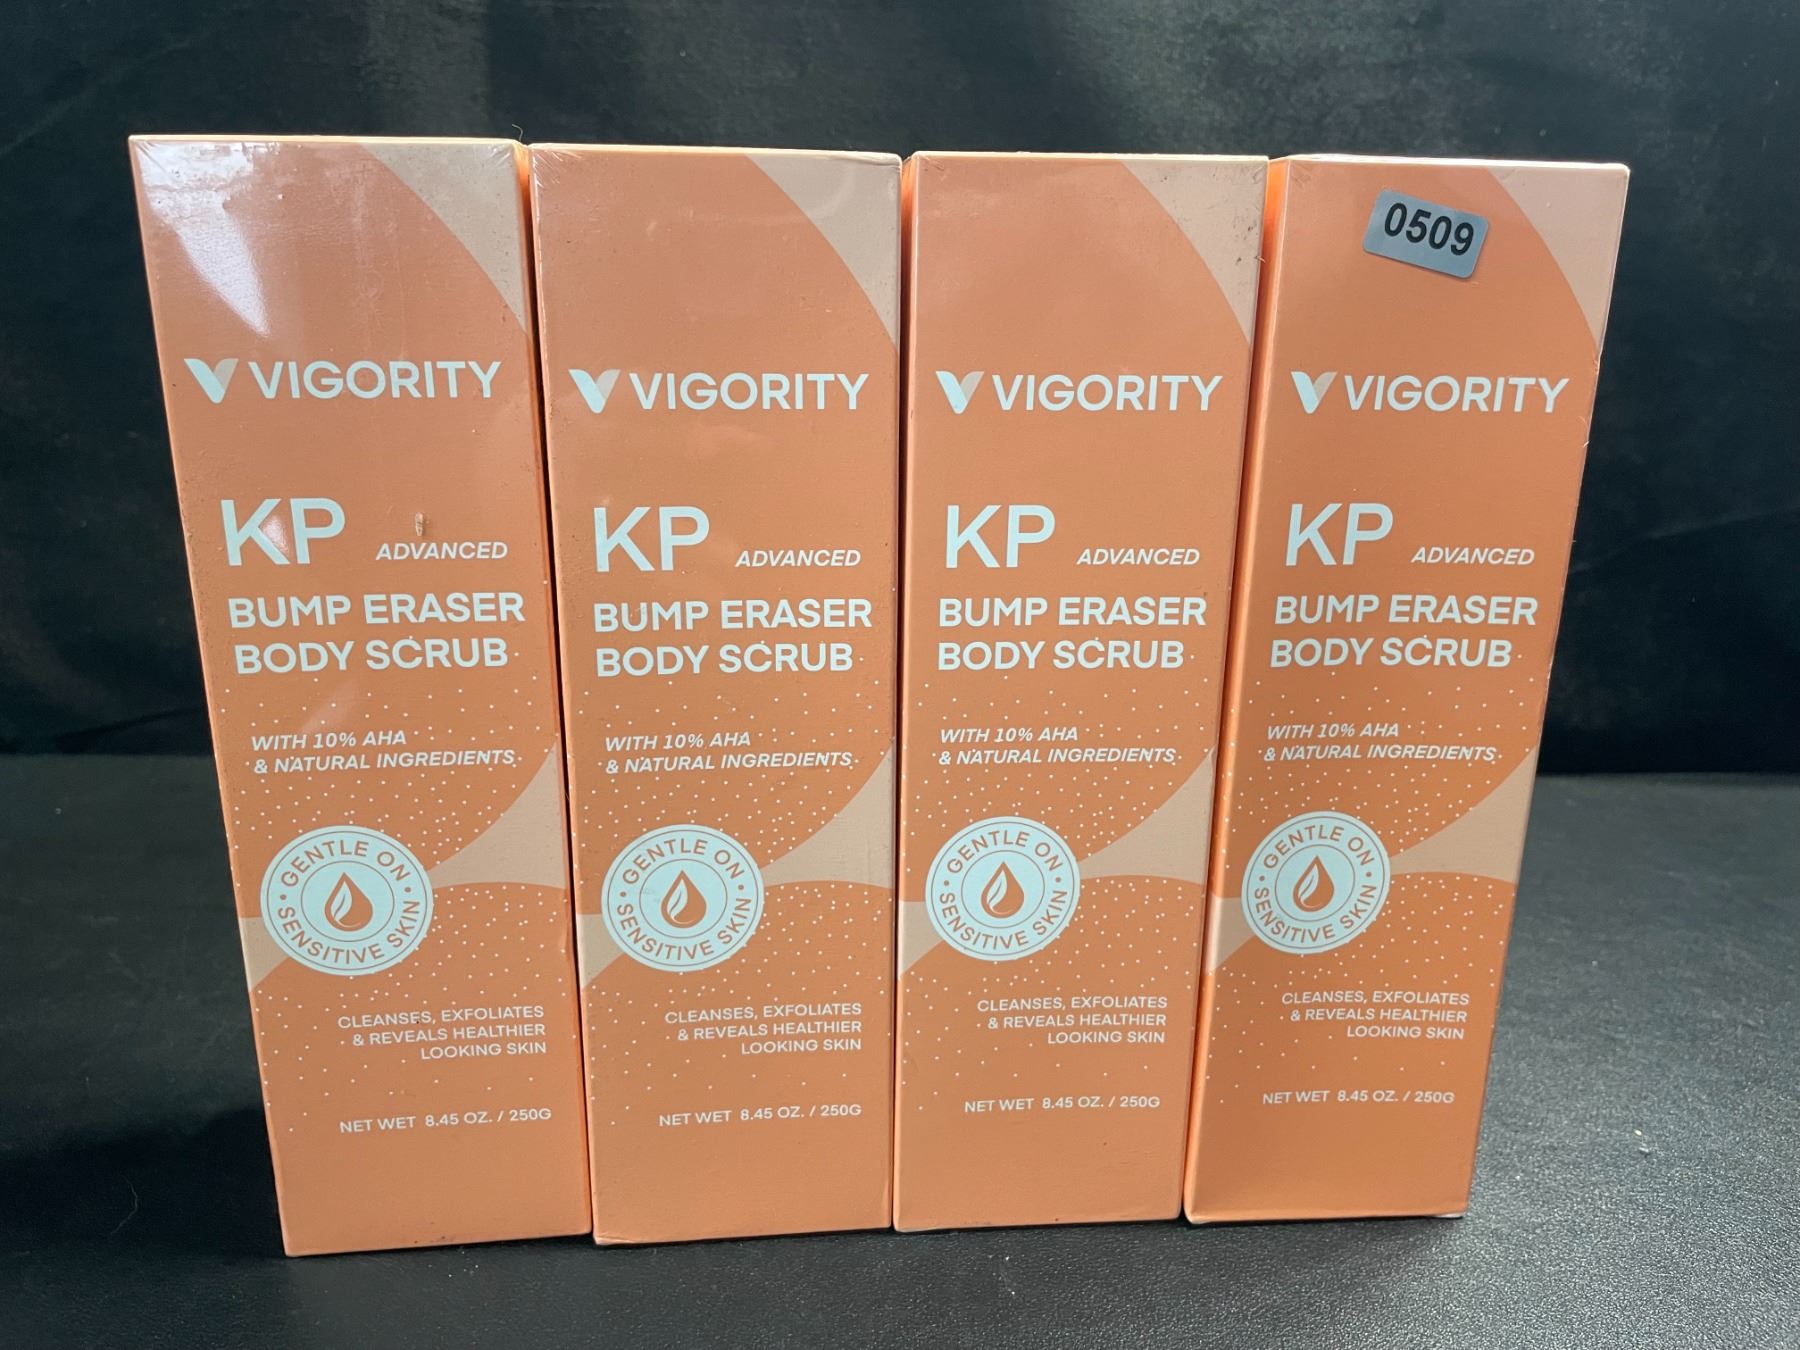 VIGORITY
KP ADVANCED
BUMP ERASER
BODY SCRUB
WITH 10% AHA
& NATURAL INGREDIENTS
GENTLE ON
SENSITIVE SKIN
CLEANSES, EXFOLIATES
& REVEALS HEALTHIER
LOOKING SKIN
NET WET 8.45 OZ. / 250G
VIGORITY
KP ADVANCED
BUMP ERASER
BODY SCRUB
WITH 10% AHA
& NATURAL INGREDIENTS
GENTLE ON
SENSITIVE SKIN
CLEANSES, EXFOLIATES
& REVEALS HEALTHIER
LOOKING SKIN
NET WET 8.45 OZ. / 250G
VIGORITY
KP ADVANCED
BUMP ERASER
BODY SCRUB
WITH 10% AHA
& NATURAL INGREDIENTS
GENTLE ON
SENSITIVE SKIN
CLEANSES, EXFOLIATES
& REVEALS HEALTHIER
LOOKING SKIN
NET WET 8.45 OZ. / 250G
0509
VIGORITY
KP ADVANCED
BUMP ERASER
BODY SCRUB
WITH 10% AHA
& NATURAL INGREDIENTS
GENTLE ON
SENSITIVE SKIN
CLEANSES, EXFOLIATES
& REVEALS HEALTHIER
LOOKING SKIN
NET WET 8.45 OZ. / 250G